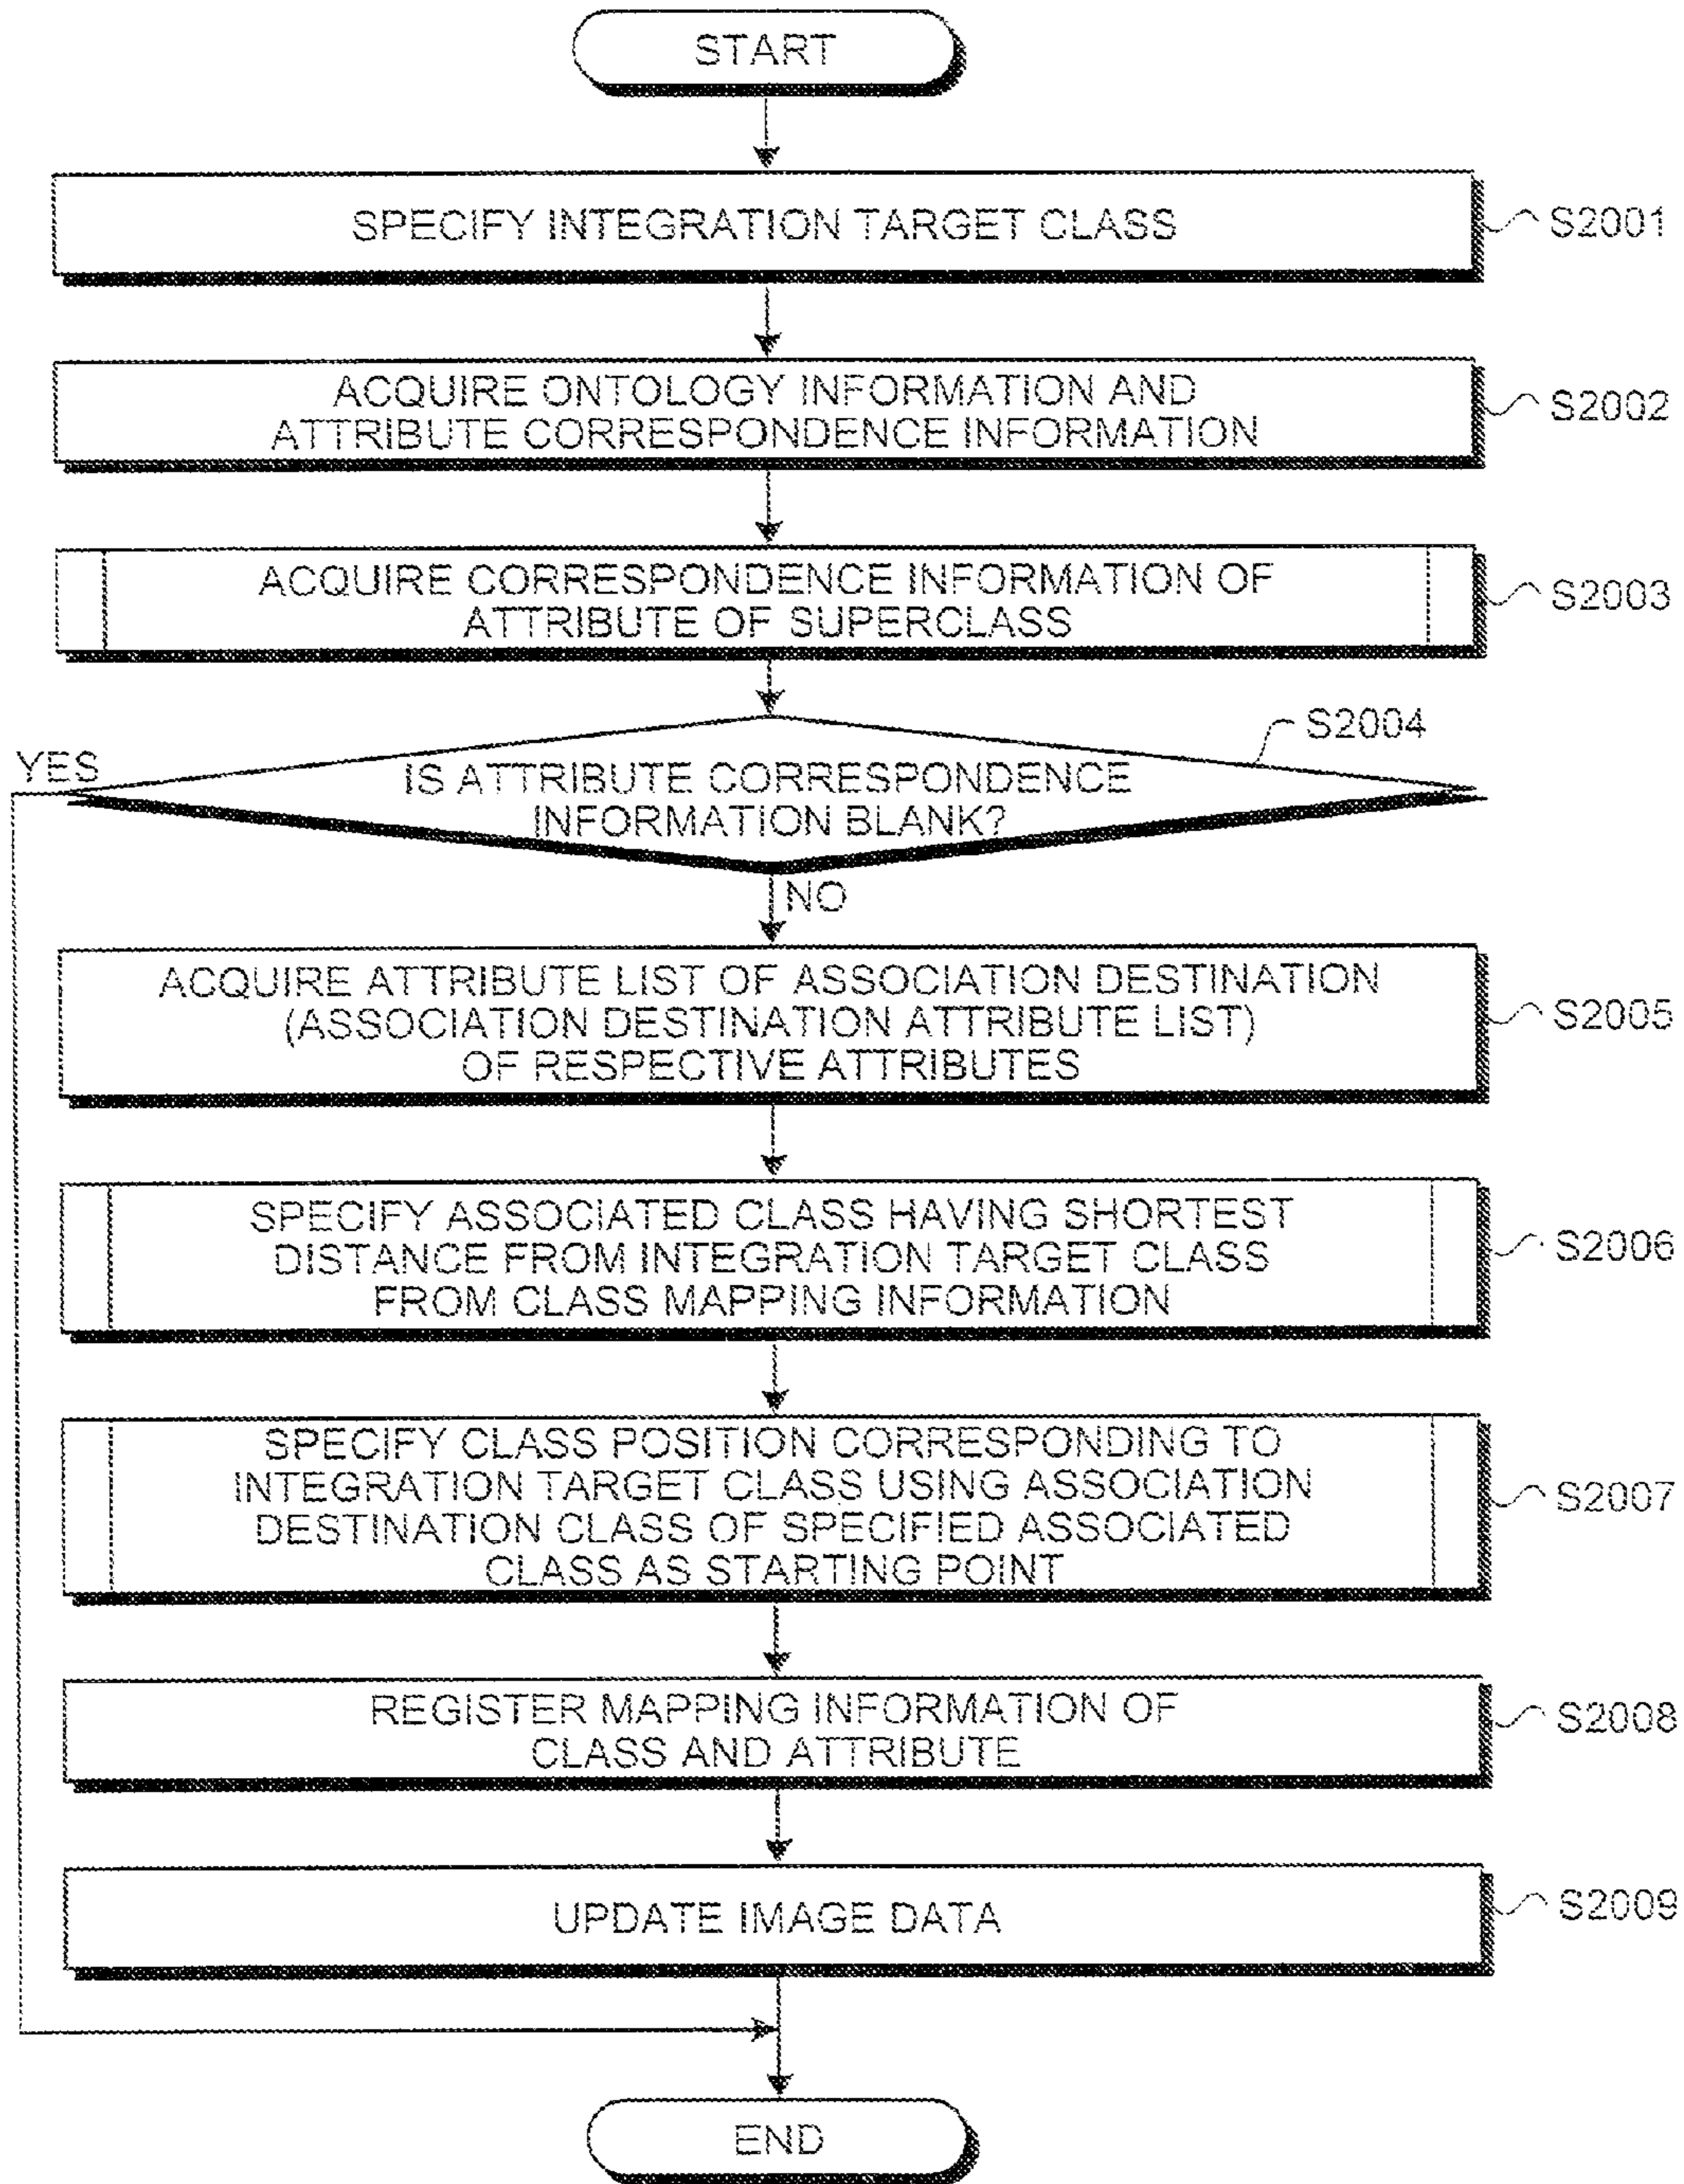 START
SPECIFY INTEGRATION TARGET CLASS
S2001
ACQUIRE ONTOLOGY INFORMATION AND
ATTRIBUTE CORRESPONDENCE INFORMATION
S2002
ACQUIRE CORRESPONDENCE INFORMATION OF
ATTRIBUTE OF SUPERCLASS
S2003
S2004
YES
IS ATTRIBUTE CORRESPONDENCE
INFORMATION BLANK?
NO
ACQUIRE ATTRIBUTE LIST OF ASSOCIATION DESTINATION
(ASSOCIATION DESTINATION ATTRIBUTE LIST)
OF RESPECTIVE ATTRIBUTES
S2005
SPECIFY ASSOCIATED CLASS HAVING SHORTEST
DISTANCE FROM INTEGRATION TARGET CLASS
FROM CLASS MAPPING INFORMATION
S2006
SPECIFY CLASS POSITION CORRESPONDING TO
INTEGRATION TARGET CLASS USING ASSOCIATION
DESTINATION CLASS OF SPECIFIED ASSOCIATED
CLASS AS STARTING POINT
S2007
REGISTER MAPPING INFORMATION OF
CLASS AND ATTRIBUTE
S2008
UPDATE IMAGE DATA
S2009
END